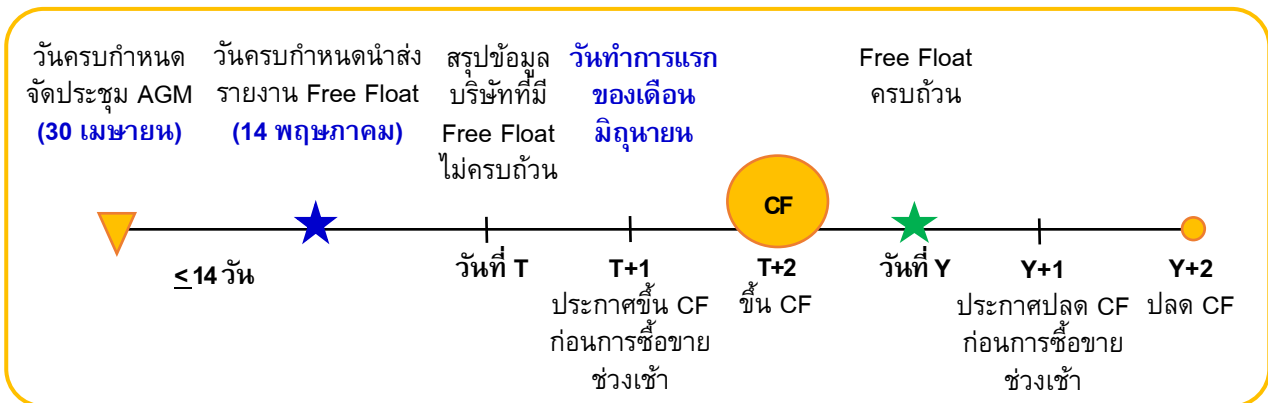 วันครบกำหนด
จัดประชุม AGM
(30 เมษายน)
วันครบกำหนดนำส่ง
รายงาน Free Float
(14 พฤษภาคม)
สรุปข้อมูล
บริษัทที่มี
Free Float
ไม่ครบถ้วน
วันทำการแรก
ของเดือน
มิถุนายน
Free Float
ครบถ้วน
CF
≤ 14 วัน
วันที่ T
T+1
ประกาศขึ้น CF
ก่อนการซื้อขาย
ช่วงเช้า
T+2
ขึ้น CF
วันที่ Y
Y+1
ประกาศปลด CF
ก่อนการซื้อขาย
ช่วงเช้า
Y+2
ปลด CF